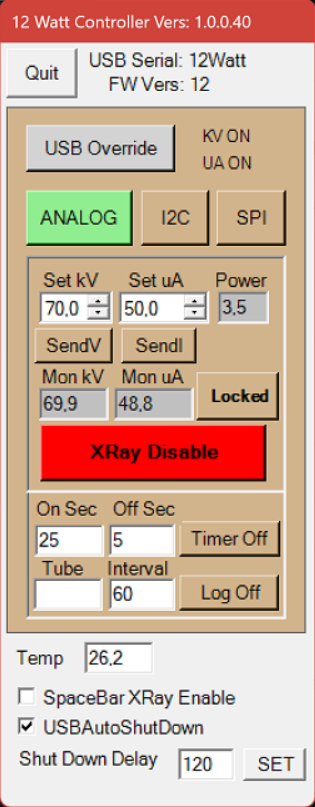 12 Watt Controller Vers: 1.0.0.40
Quit
USB Serial: 12Watt
FW Vers: 12
USB Override
KV ON
UA ON
ANALOG I2C SPI
Set kV Set uA Power
70,0 50,0 3,5
SendV SendI
Mon kV Mon uA
69,9 48,8 Locked
XRay Disable
On Sec Off Sec
25 5 Timer Off
Tube Interval
60 Log Off
Temp 26,2
SpaceBar XRay Enable
USBAutoShutDown
Shut Down Delay 120 SET